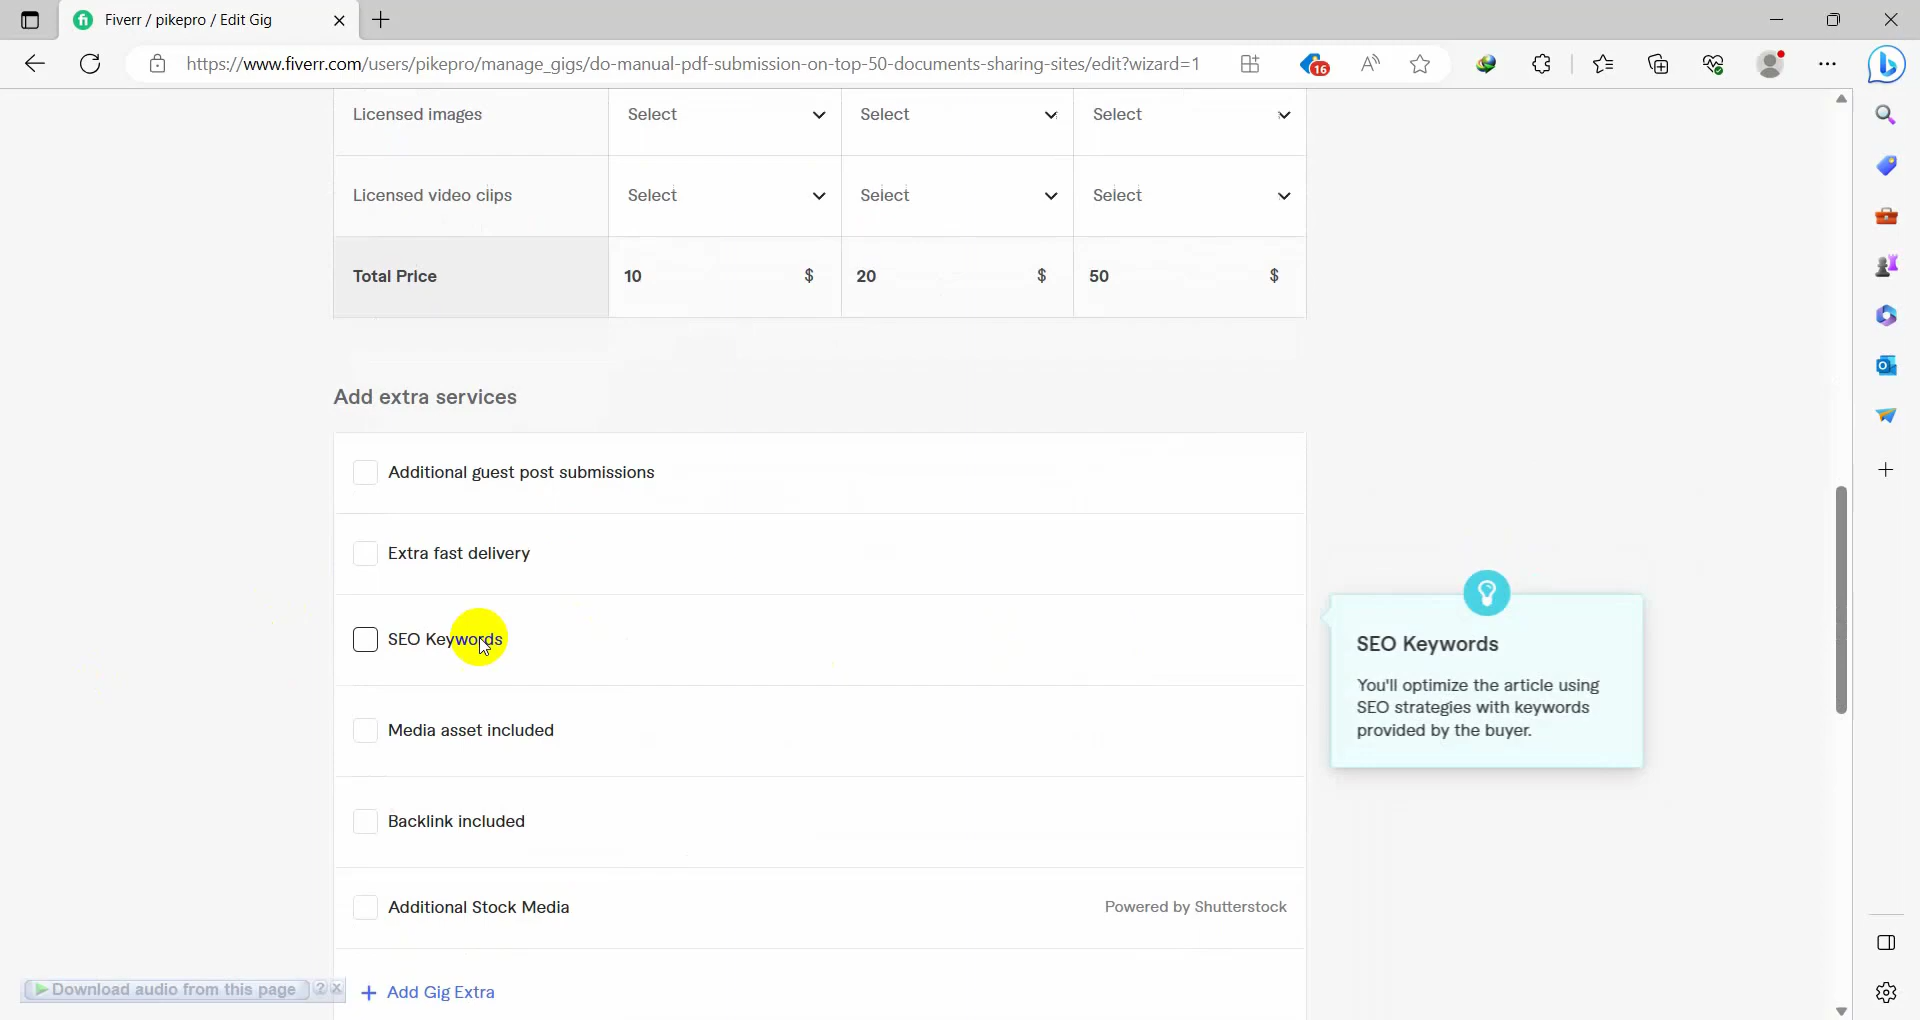 Fiverr / pikepro / Edit Gig
https://www.fiverr.com/users/pikepro/manage_gigs/do-manual-pdf-submission-on-top-50-documents-sharing-sites/edit?wizard=1
16
Licensed images Select Select Select
Licensed video clips Select Select Select
Total Price 10 $ 20 $ 50 $
Add extra services
Additional guest post submissions
Extra fast delivery
SEO Keywords
Media asset included
Backlink included
Additional Stock Media Powered by Shutterstock
+ Add Gig Extra
SEO Keywords
You'll optimize the article using
SEO strategies with keywords
provided by the buyer.
Download audio from this page ? x